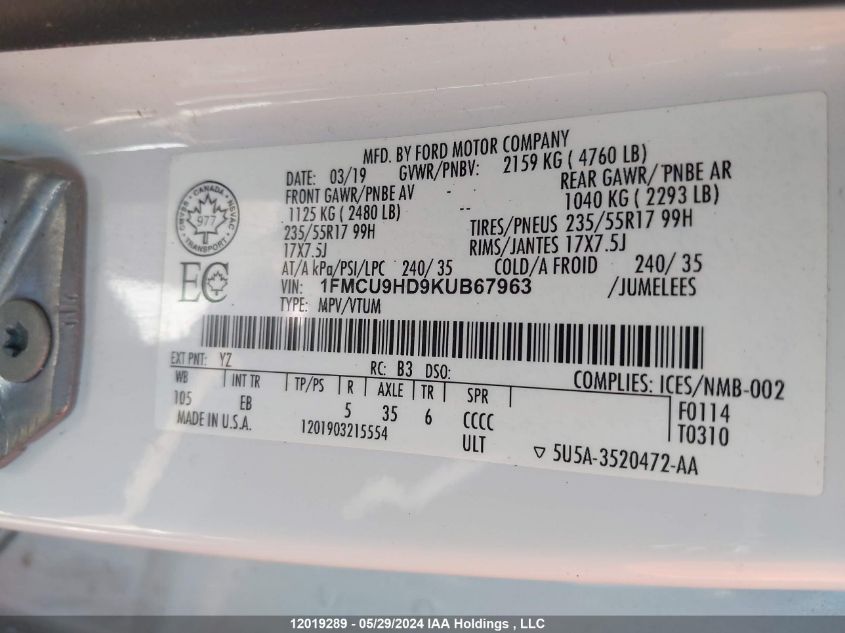 MFD. BY FORD MOTOR COMPANY
DATE: 03/19 GVWR/PNBV: 2159 KG ( 4760 LB)
FRONT GAWR/PNBE AV - - REAR GAWR/ PNBE AR
1125 KG ( 2480 LB) -- 1040 KG ( 2293 LB)
235/55R17 99H TIRES/PNEUS 235/55R17 99H
17X7.5J RIMS/JANTES 17X7.5J
AT/A kPa/PSI/LPC 240/ 35 COLD/A FROID 240/ 35
VIN: 1FMCU9HD9KUB67963 /JUMELEES
TYPE: MPV/VTUM
CANADA
977
TRANSPORT
EC
EXT PNT: YZ RC: B3 DSO: COMPLIES: ICES/NMB-002
WB INT TR TP/PS R AXLE TR SPR F0114
105 EB 5 35 6 CCCC T0310
MADE IN U.S.A. 1201903215554 ULT ▽ 5U5A-3520472-AA
12019289 - 05/29/2024 IAA Holdings , LLC